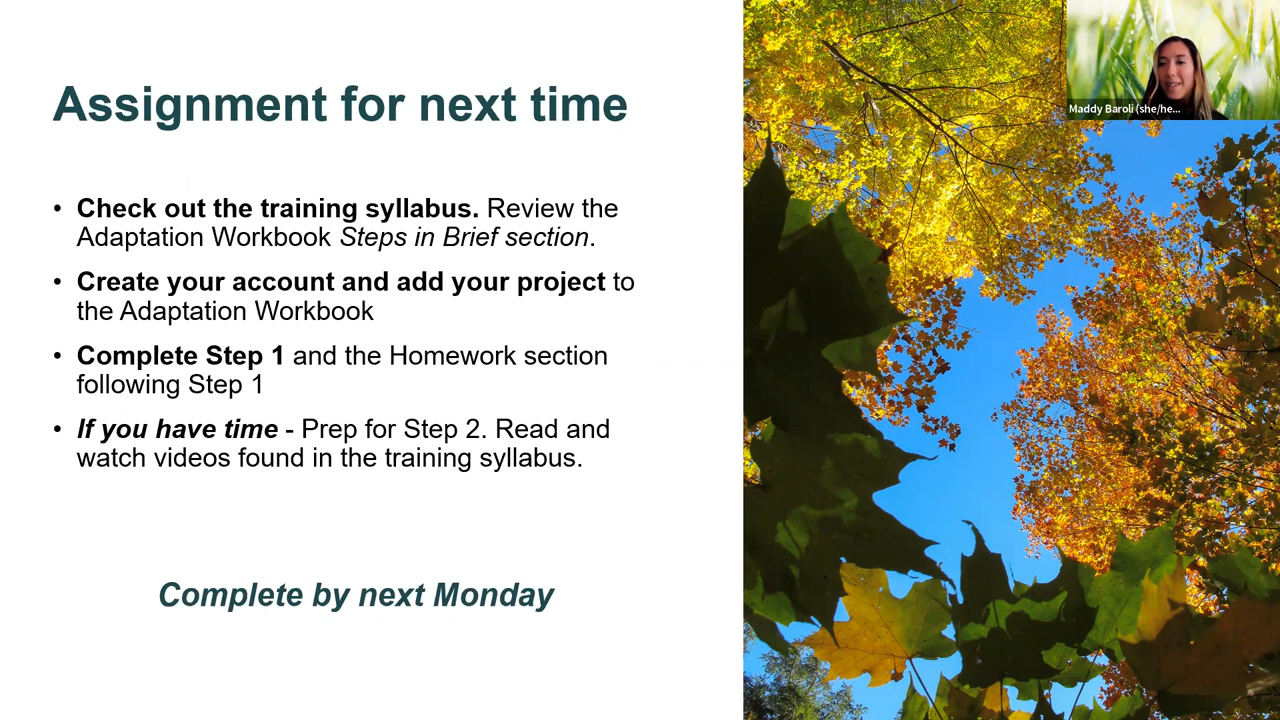 Assignment for next time
• Check out the training syllabus. Review the
Adaptation Workbook Steps in Brief section.
• Create your account and add your project to
the Adaptation Workbook
• Complete Step 1 and the Homework section
following Step 1
• If you have time - Prep for Step 2. Read and
watch videos found in the training syllabus.
Complete by next Monday
Maddy Baroli (she/he...